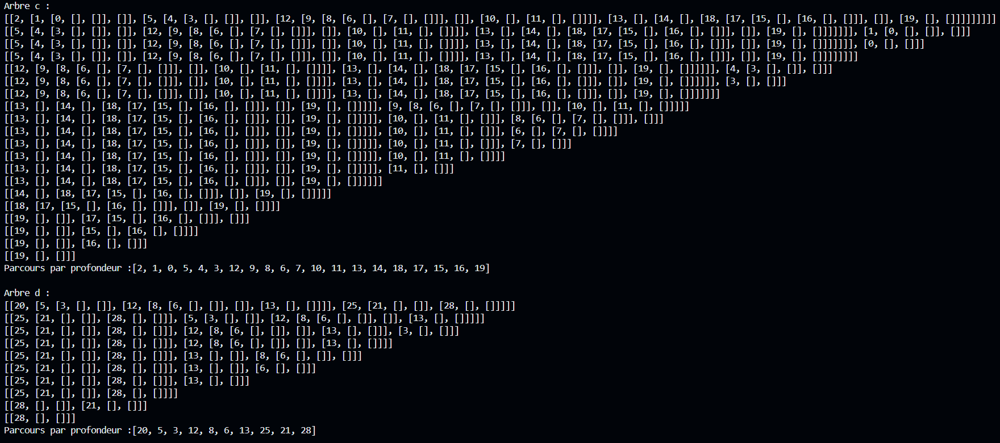 Arbre c :
[[2, [1, [0, [], []], []], [5, [4, [3, [], []], []], [12, [9, [8, [6, [], [7, [], []]], []], [10, [], [11, [], []]]], [13, [], [14, [], [18, [17, [15, [], [16, [], []]], []], [19, [], []]]]]]]]]
[[5, [4, [3, [], []], []], [12, [9, [8, [6, [], [7, [], []]], []], [10, [], [11, [], []]]], [13, [], [14, [], [18, [17, [15, [], [16, [], []]], []], [19, [], []]]]]]], [1, [0, [], []], []]]
[[5, [4, [3, [], []], []], [12, [9, [8, [6, [], [7, [], []]], []], [10, [], [11, [], []]]], [13, [], [14, [], [18, [17, [15, [], [16, [], []]], []], [19, [], []]]]]]], [0, [], []]]
[[5, [4, [3, [], []], []], [12, [9, [8, [6, [], [7, [], []]], []], [10, [], [11, [], []]]], [13, [], [14, [], [18, [17, [15, [], [16, [], []]], []], [19, [], []]]]]]]]
[[12, [9, [8, [6, [], [7, [], []]], []], [10, [], [11, [], []]]], [13, [], [14, [], [18, [17, [15, [], [16, [], []]], []], [19, [], []]]]]], [4, [3, [], []], []]]
[[12, [9, [8, [6, [], [7, [], []]], []], [10, [], [11, [], []]]], [13, [], [14, [], [18, [17, [15, [], [16, [], []]], []], [19, [], []]]]]], [3, [], []]]
[[12, [9, [8, [6, [], [7, [], []]], []], [10, [], [11, [], []]]], [13, [], [14, [], [18, [17, [15, [], [16, [], []]], []], [19, [], []]]]]]]
[[13, [], [14, [], [18, [17, [15, [], [16, [], []]], []], [19, [], []]]]], [9, [8, [6, [], [7, [], []]], []], [10, [], [11, [], []]]]]
[[13, [], [14, [], [18, [17, [15, [], [16, [], []]], []], [19, [], []]]]], [10, [], [11, [], []]], [8, [6, [], [7, [], []]], []]]
[[13, [], [14, [], [18, [17, [15, [], [16, [], []]], []], [19, [], []]]]], [10, [], [11, [], []]], [6, [], [7, [], []]]]
[[13, [], [14, [], [18, [17, [15, [], [16, [], []]], []], [19, [], []]]]], [10, [], [11, [], []]], [7, [], []]]
[[13, [], [14, [], [18, [17, [15, [], [16, [], []]], []], [19, [], []]]]], [10, [], [11, [], []]]]
[[13, [], [14, [], [18, [17, [15, [], [16, [], []]], []], [19, [], []]]]], [11, [], []]]
[[13, [], [14, [], [18, [17, [15, [], [16, [], []]], []], [19, [], []]]]]]
[[14, [], [18, [17, [15, [], [16, [], []]], []], [19, [], []]]]]
[[18, [17, [15, [], [16, [], []]], []], [19, [], []]]]
[[19, [], []], [17, [15, [], [16, [], []]], []]]
[[19, [], []], [15, [], [16, [], []]]]
[[19, [], []], [16, [], []]]
[[19, [], []]]
Parcours par profondeur :[2, 1, 0, 5, 4, 3, 12, 9, 8, 6, 7, 10, 11, 13, 14, 18, 17, 15, 16, 19]
Arbre d :
[[20, [5, [3, [], []], [12, [8, [6, [], []], []], [13, [], []]]], [25, [21, [], []], [28, [], []]]]]
[[25, [21, [], []], [28, [], []]], [5, [3, [], []], [12, [8, [6, [], []], []], [13, [], []]]]]
[[25, [21, [], []], [28, [], []]], [12, [8, [6, [], []], []], [13, [], []]], [3, [], []]]
[[25, [21, [], []], [28, [], []]], [12, [8, [6, [], []], []], [13, [], []]]]
[[25, [21, [], []], [28, [], []]], [13, [], []], [8, [6, [], []], []]]
[[25, [21, [], []], [28, [], []]], [13, [], []], [6, [], []]]
[[25, [21, [], []], [28, [], []]], [13, [], []]]
[[25, [21, [], []], [28, [], []]]]
[[28, [], []], [21, [], []]]
[[28, [], []]]
Parcours par profondeur :[20, 5, 3, 12, 8, 6, 13, 25, 21, 28]